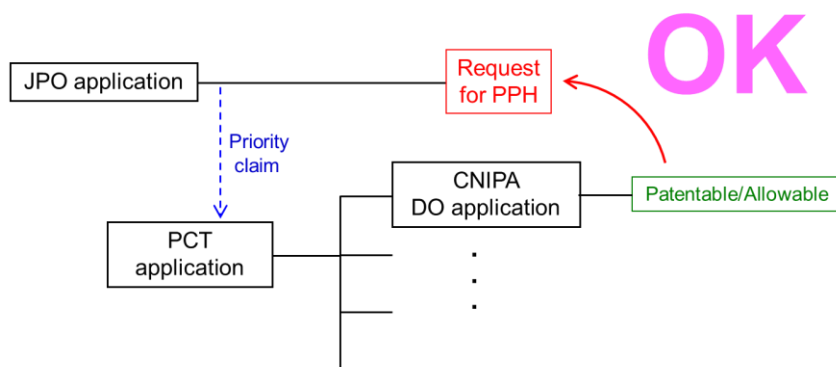 OK
JPO application
Request
for PPH
Priority
claim
CNIPA
DO application
Patentable/Allowable
PCT
application